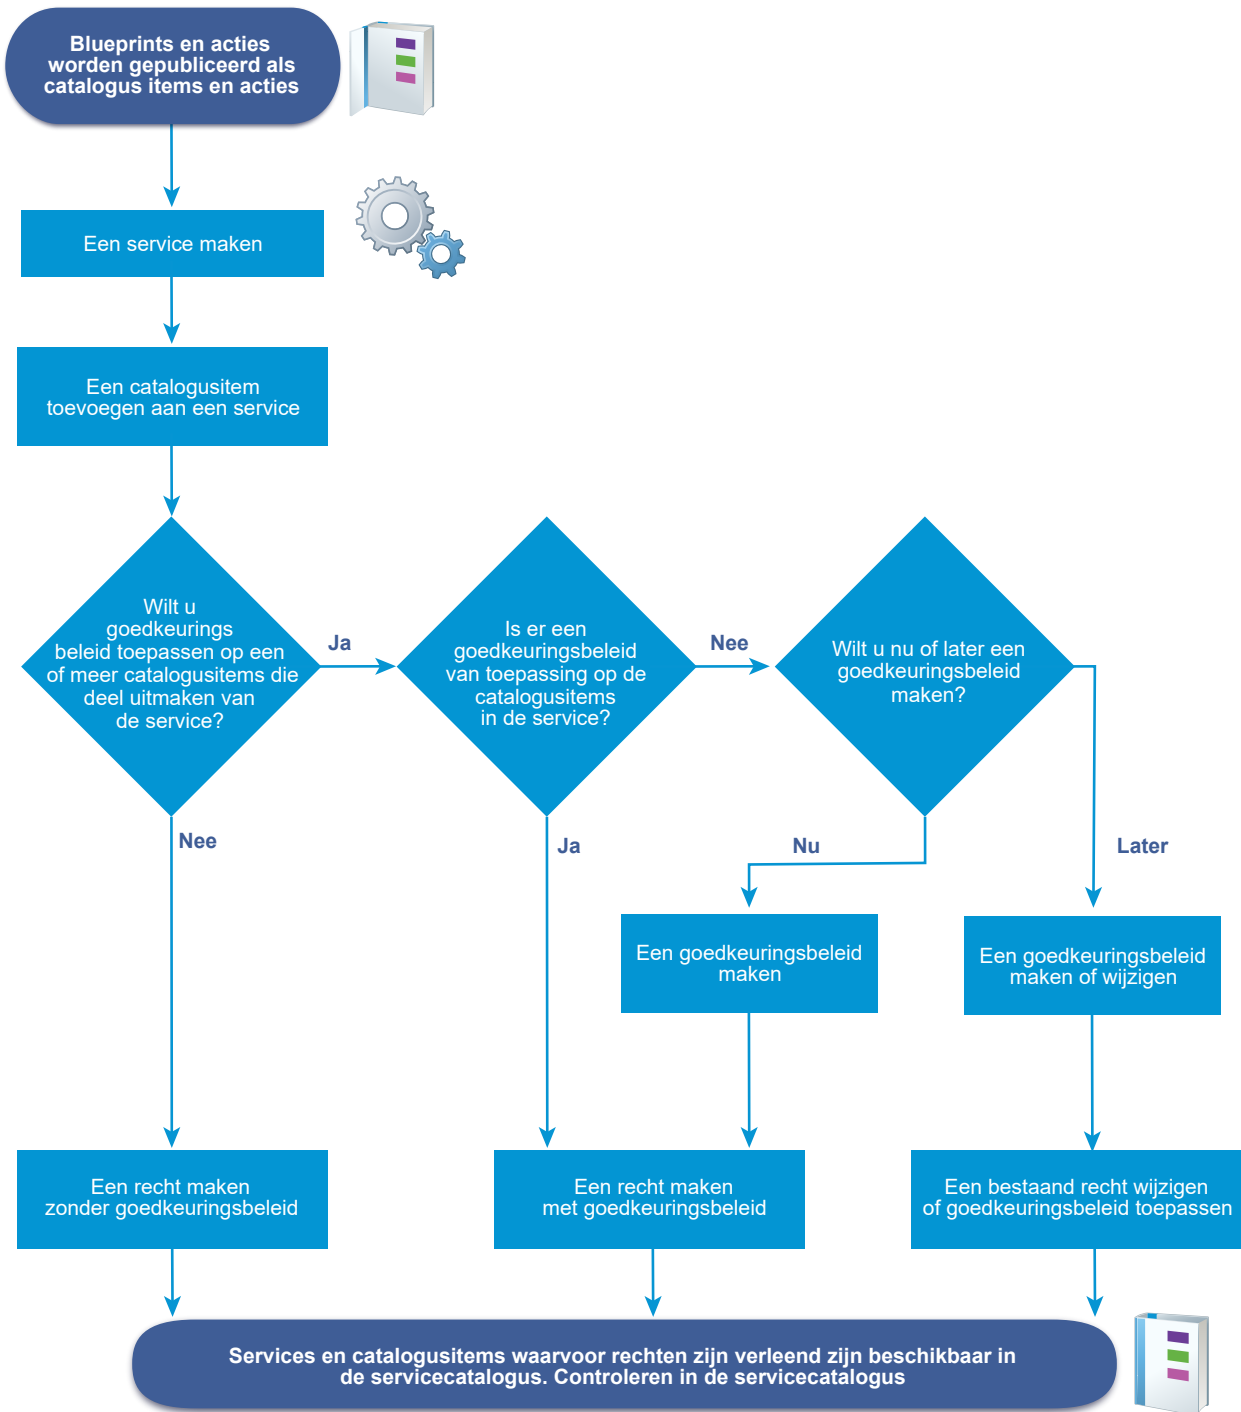 Blueprints en acties
worden gepubliceerd als
catalogus items en acties
Een service maken
Een catalogusitem
toevoegen aan een service
Wilt u
goedkeurings
beleid toepassen op een
of meer catalogusitems die
deel uitmaken van
de service?
Ja
Is er een
goedkeuringsbeleid
van toepassing op de
catalogusitems
in de service?
Nee
Wilt u nu of later een
goedkeuringsbeleid
maken?
Nee
Ja
Nu
Later
Een goedkeuringsbeleid
maken
Een goedkeuringsbeleid
maken of wijzigen
Een recht maken
zonder goedkeuringsbeleid
Een recht maken
met goedkeuringsbeleid
Een bestaand recht wijzigen
of goedkeuringsbeleid toepassen
Services en catalogusitems waarvoor rechten zijn verleend zijn beschikbaar in
de servicecatalogus. Controleren in de servicecatalogus